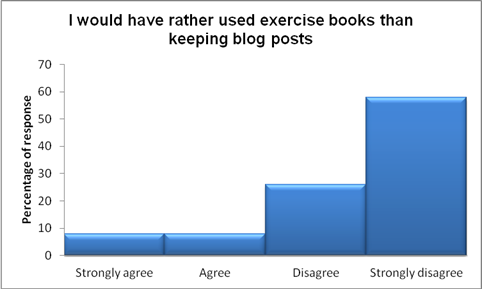 I would have rather used exercise books than
keeping blog posts
70
60
50
40
30
20
10
0
Percentage of response
Strongly agree Agree Disagree Strongly disagree